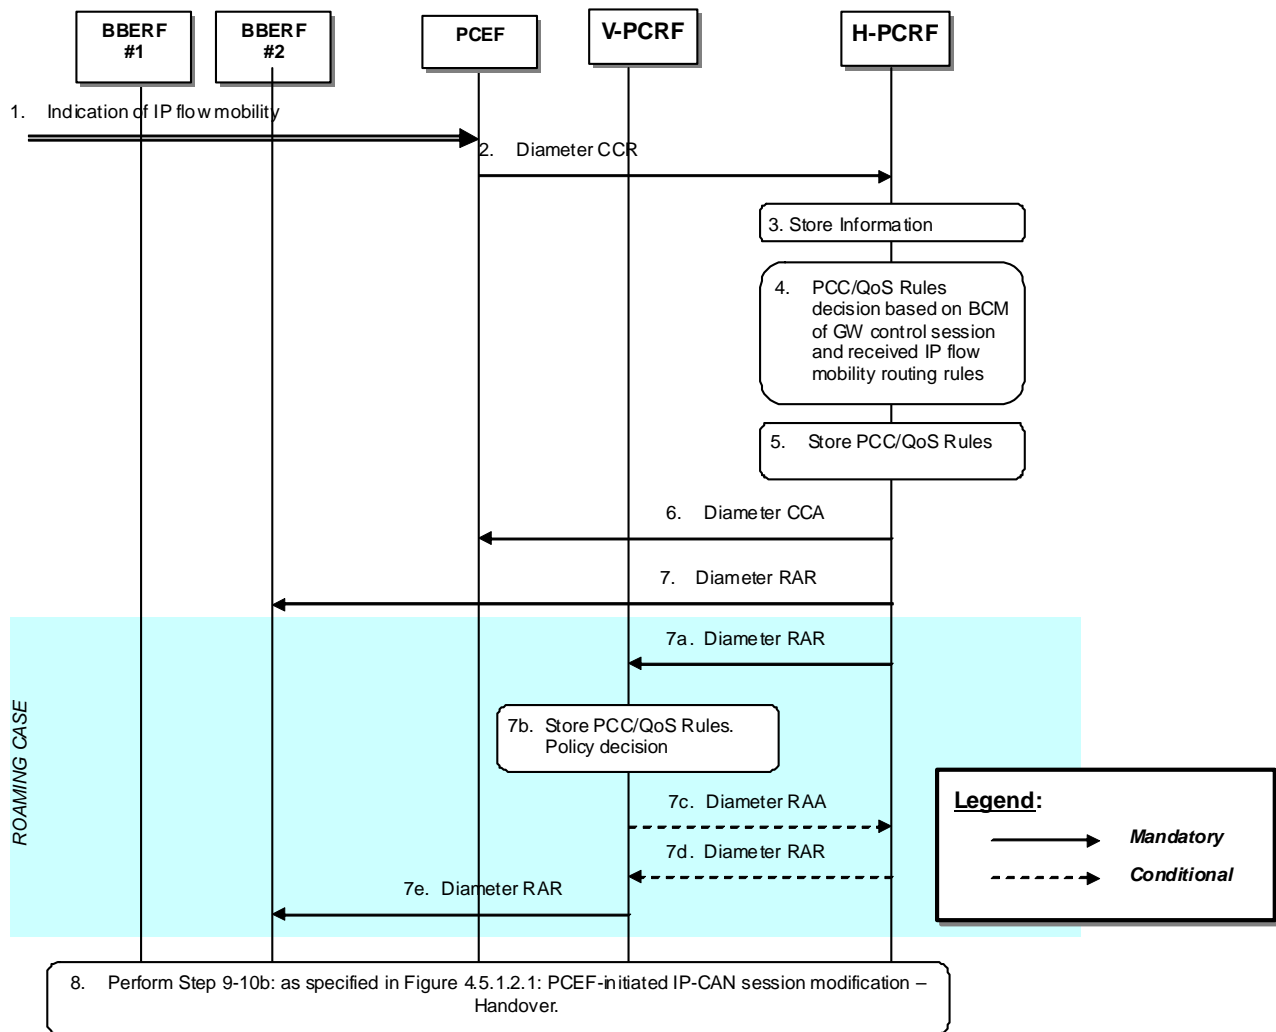 BBERF
#1
BBERF
#2
PCEF
V-PCRF
H-PCRF
1. Indication of IP flow mobility
2. Diameter CCR
3. Store Information
4. PCC/QoS Rules
decision based on BCM
of GW control session
and received IP flow
mobility routing rules
5. Store PCC/QoS Rules
6. Diameter CCA
7. Diameter RAR
7a. Diameter RAR
ROAMING CASE
7b. Store PCC/QoS Rules.
Policy decision
7c. Diameter RAA
7d. Diameter RAR
7e. Diameter RAR
Legend:
Mandatory
Conditional
8. Perform Step 9-10b: as specified in Figure 4.5.1.2.1: PCEF-initiated IP-CAN session modification –
Handover.